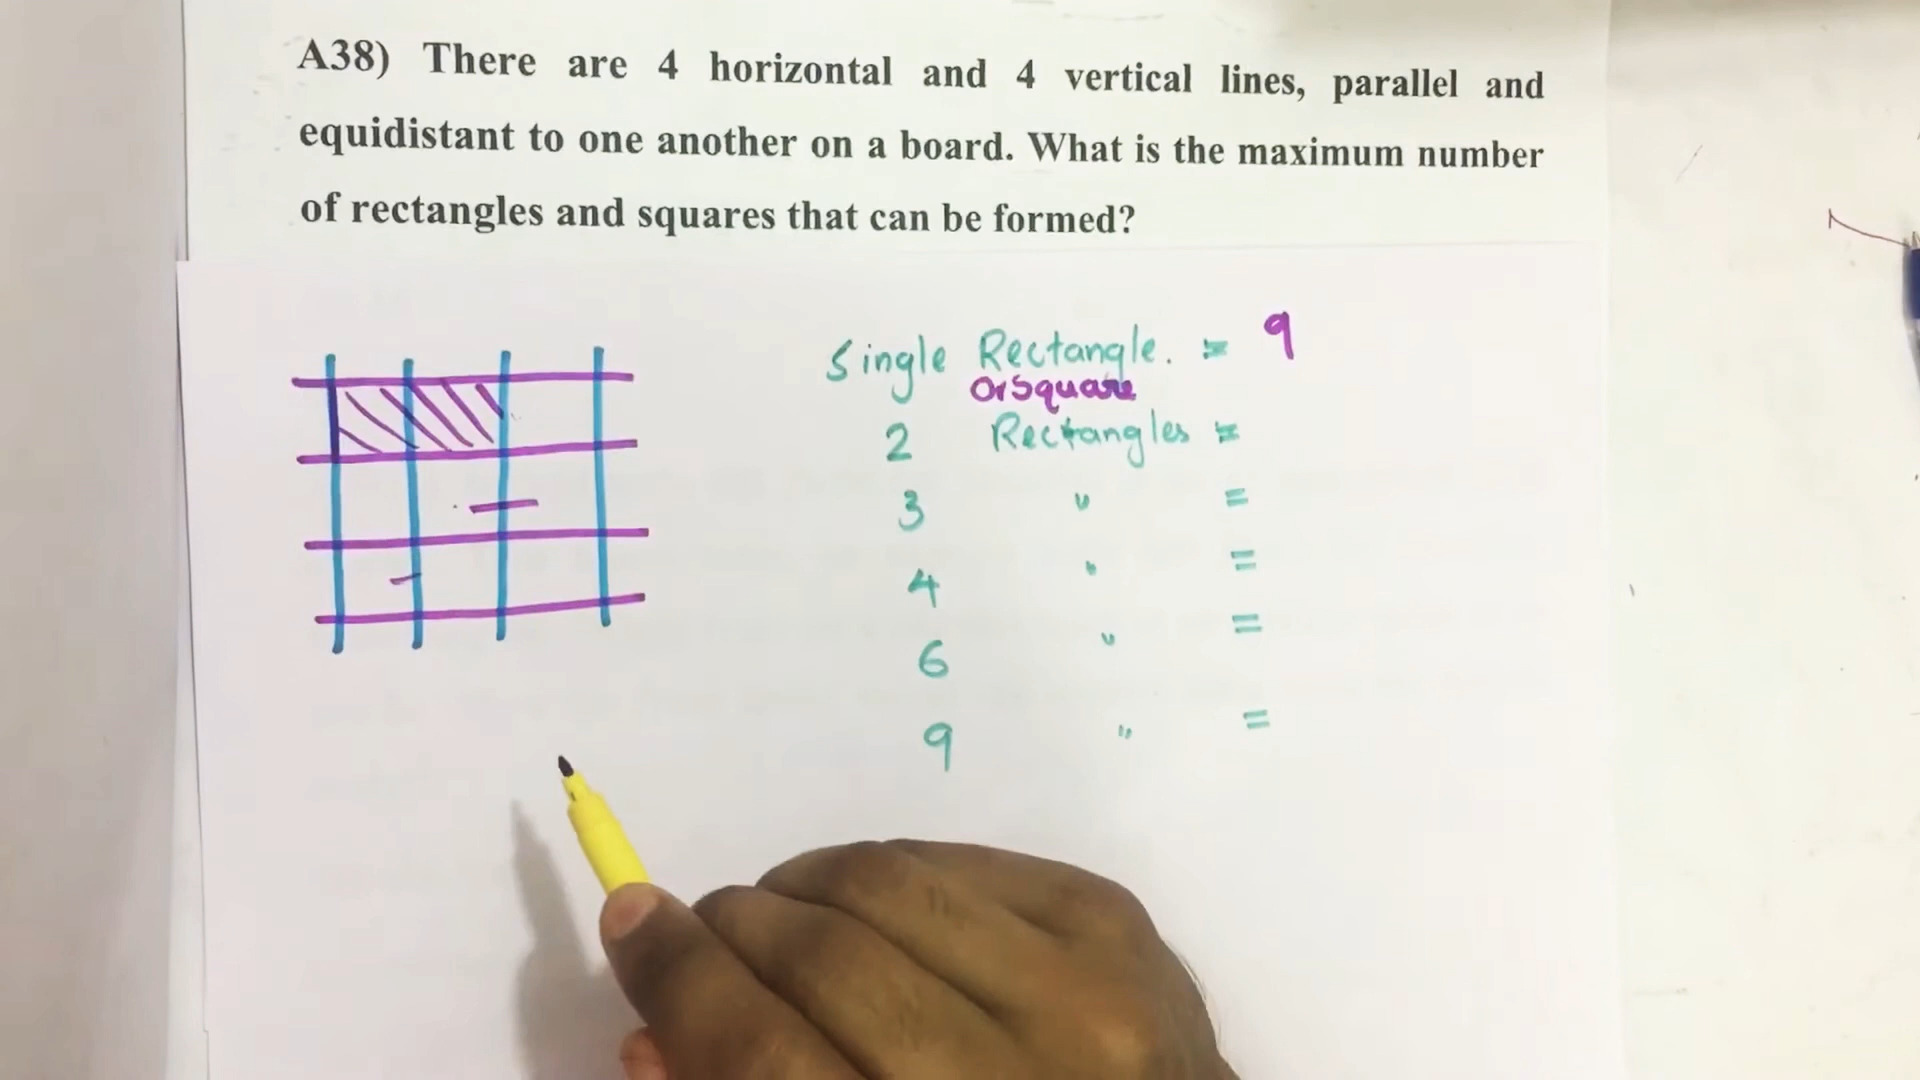 A38) There are 4 horizontal and 4 vertical lines, parallel and
equidistant to one another on a board. What is the maximum number
of rectangles and squares that can be formed?
Single Rectangle. = 9
Or Square
2 Rectangles =
3 " =
4 " =
6 " =
9 " =